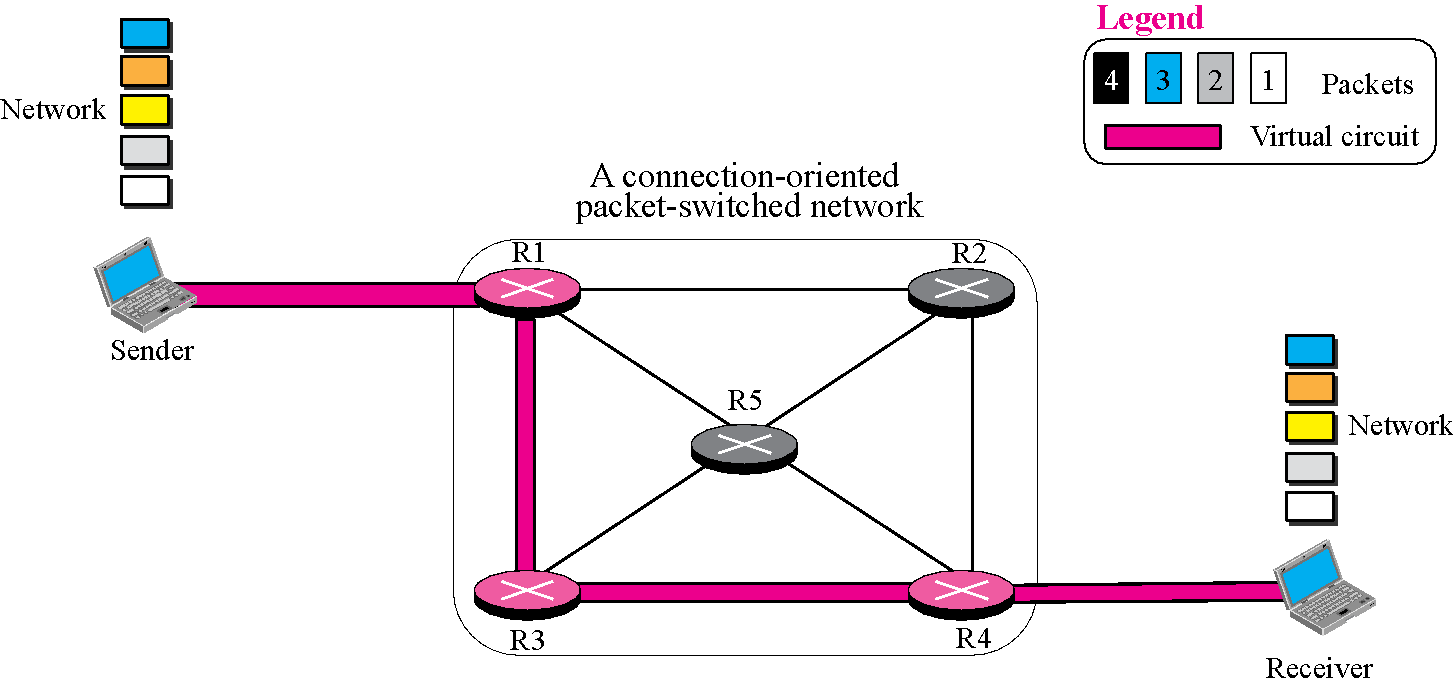 Legend
4 3 2 1 Packets
Virtual circuit
Network
A connection-oriented
packet-switched network
R1
R2
Sender
R5
Network
R3
R4
Receiver